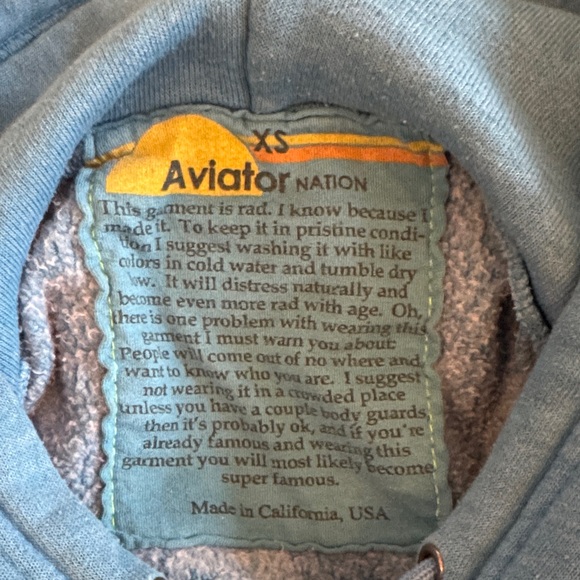 XS
Aviator NATION
This garment is rad. I know because I
made it. To keep it in pristine condi-
tion I suggest washing it with like
colors in cold water and tumble dry
low. It will distress naturally and
become even more rad with age. Oh,
there is one problem with wearing this
garment I must warn you about:
People will come out of no where and
want to know who you are. I suggest
not wearing it in a crowded place
unless you have a couple body guards
then it's probably ok, and if you're
already famous and wearing this
garment you will most likely become
super famous.
Made in California, USA